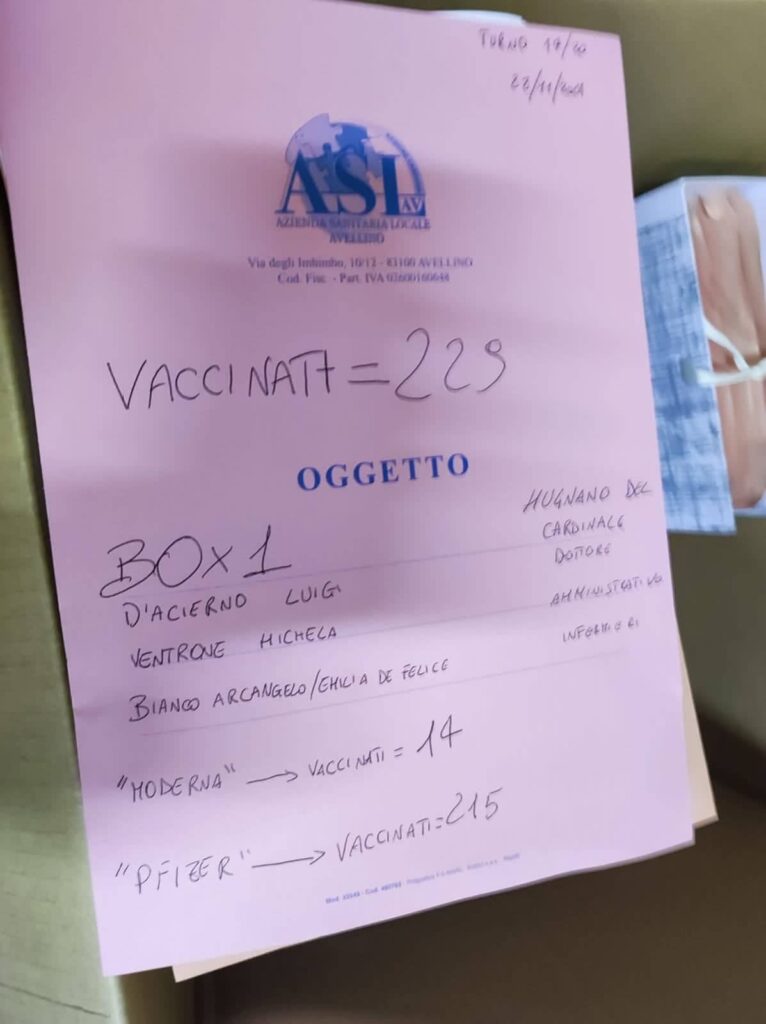 TURNO
22/11/2021
ASL AV
AZIENDA SANITARIA LOCALE
AVELLINO
Via degli Imbimbo, 10/12 - 83100 AVELLINO
Cod. Fisc. - Part. IVA 02600160648
VACCINATI = 229
OGGETTO
BOX 1
MUGNANO DEL
CARDINALE
D'ACIERNO LUIGI DOTTORE
VENTRONE MICHELA AMMINISTRATIVO
BIANCO ARCANGELO/EMILIA DE FELICE INFERMIERI
"MODERNA" → VACCINATI = 14
"PFIZER" → VACCINATI = 215